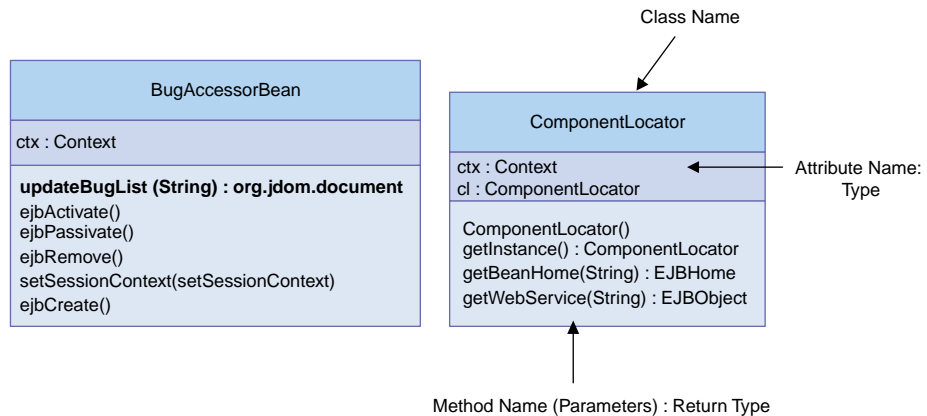 Class Name
BugAccessorBean
ctx : Context
updateBugList (String) : org.jdom.document
ejbActivate()
ejbPassivate()
ejbRemove()
setSessionContext(setSessionContext)
ejbCreate()
ComponentLocator
ctx : Context
cl : ComponentLocator
ComponentLocator()
getInstance() : ComponentLocator
getBeanHome(String) : EJBHome
getWebService(String) : EJBObject
Attribute Name:
Type
Method Name (Parameters) : Return Type